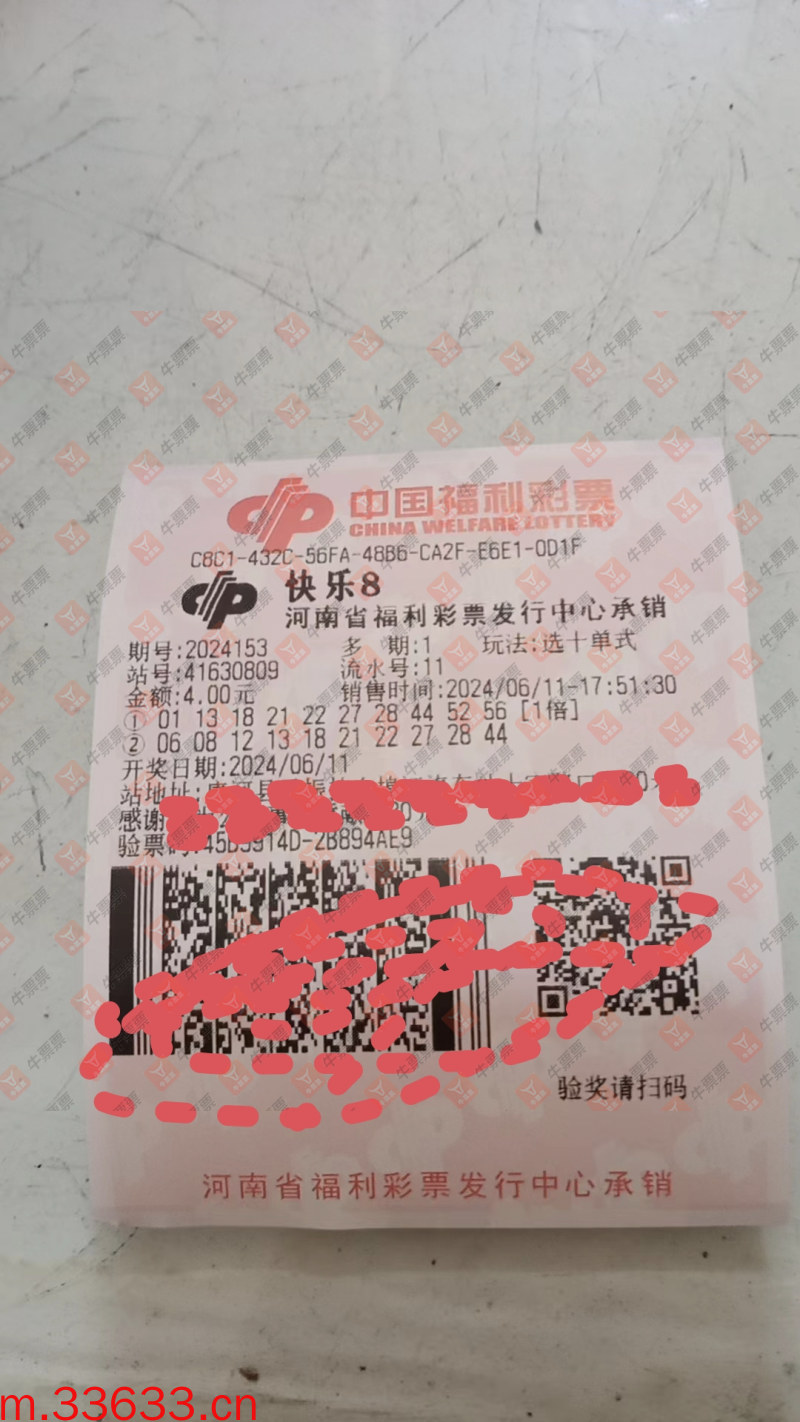 中国福利彩票
CHINA WELFARE LOTTERY
C8C1-432C-56FA-48B6-CA2F-E6E1-0D1F
快乐8
河南省福利彩票发行中心承销
期号:2024153 多 期:1 玩法:选十单式
站号:41630809 流水号:11
金额:4.00元 销售时间:2024/06/11-17:51:30
① 01 13 18 21 22 27 28 44 52 56 [1倍]
② 06 08 12 13 18 21 22 27 28 44
开奖日期:2024/06/11
站地址:
感谢
验票码:
914D-2B894AE9
验奖请扫码
河南省福利彩票发行中心承销
牛票票
m.33633.cn